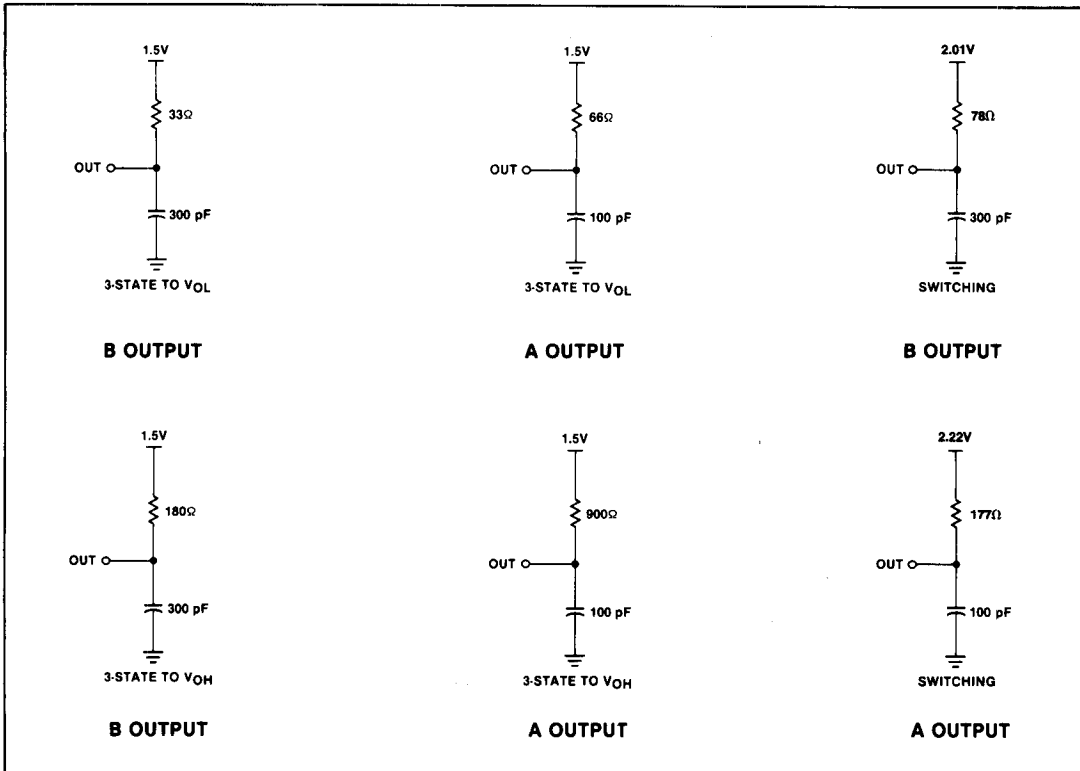 1.5V
33Ω
OUT
300 pF
3-STATE TO VOL
B OUTPUT
1.5V
66Ω
OUT
100 pF
3-STATE TO VOL
A OUTPUT
2.01V
78Ω
OUT
300 pF
SWITCHING
B OUTPUT
1.5V
180Ω
OUT
300 pF
3-STATE TO VOH
B OUTPUT
1.5V
900Ω
OUT
100 pF
3-STATE TO VOH
A OUTPUT
2.22V
177Ω
OUT
100 pF
SWITCHING
A OUTPUT